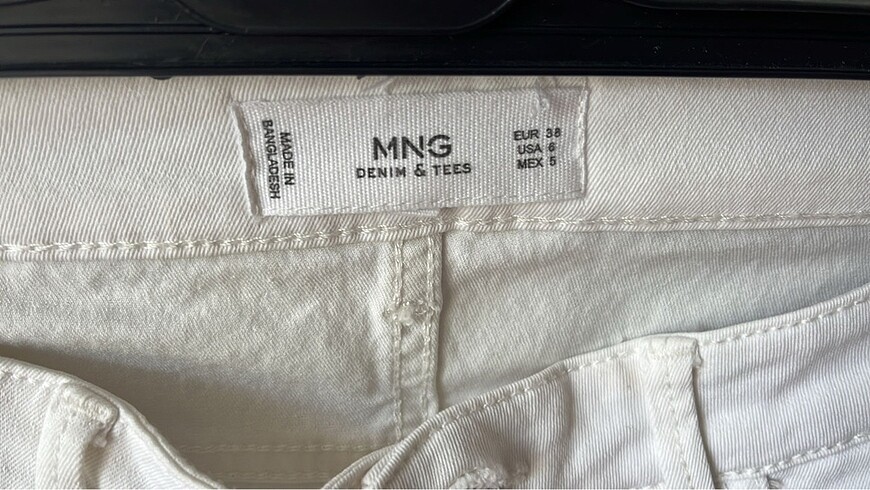 MADE IN
BANGLADESH
MNG
DENIM & TEES
EUR 38
USA 6
MEX 5